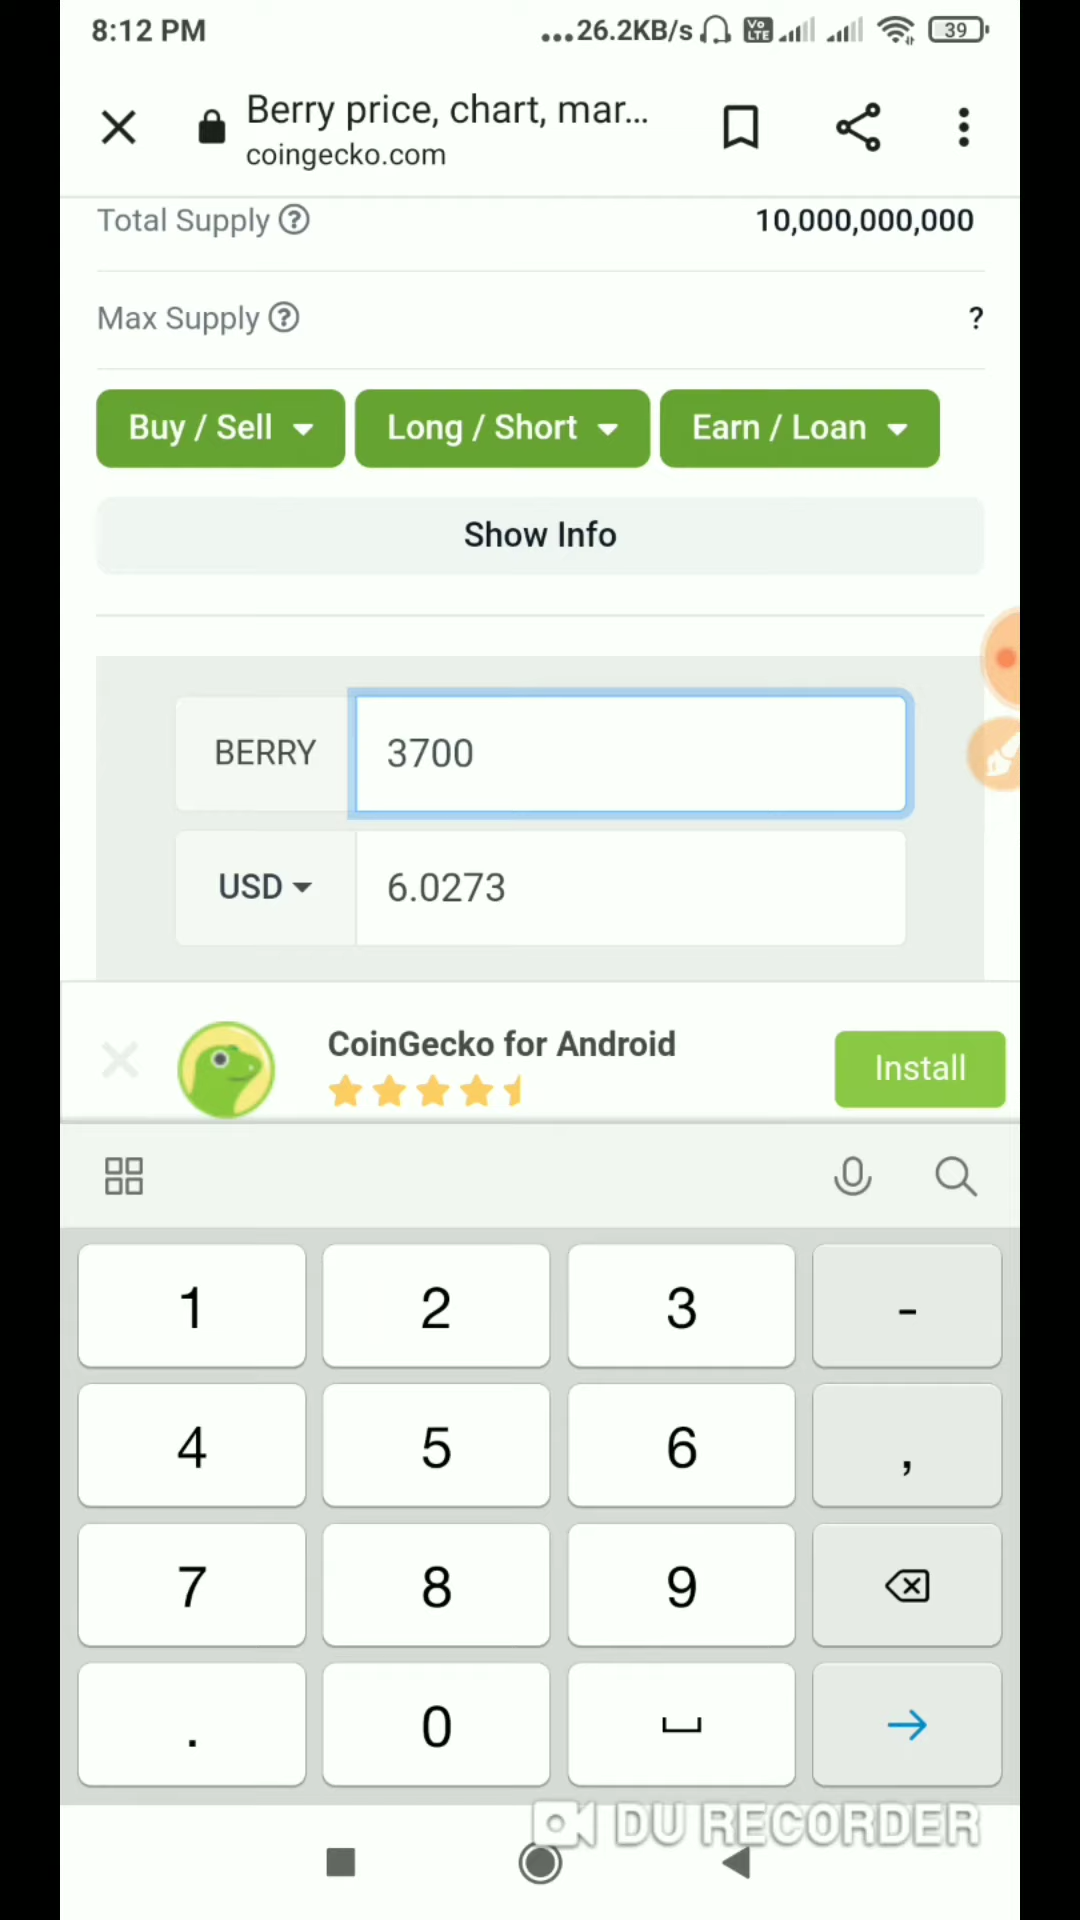 8:12 PM
...26.2KB/s Vo LTE 39
Berry price, chart, mar...
coingecko.com
Total Supply ? 10,000,000,000
Max Supply ? ?
Buy / Sell Long / Short Earn / Loan
Show Info
BERRY 3700
USD 6.0273
CoinGecko for Android
Install
1 2 3 -
4 5 6 ,
7 8 9
. 0
DU RECORDER